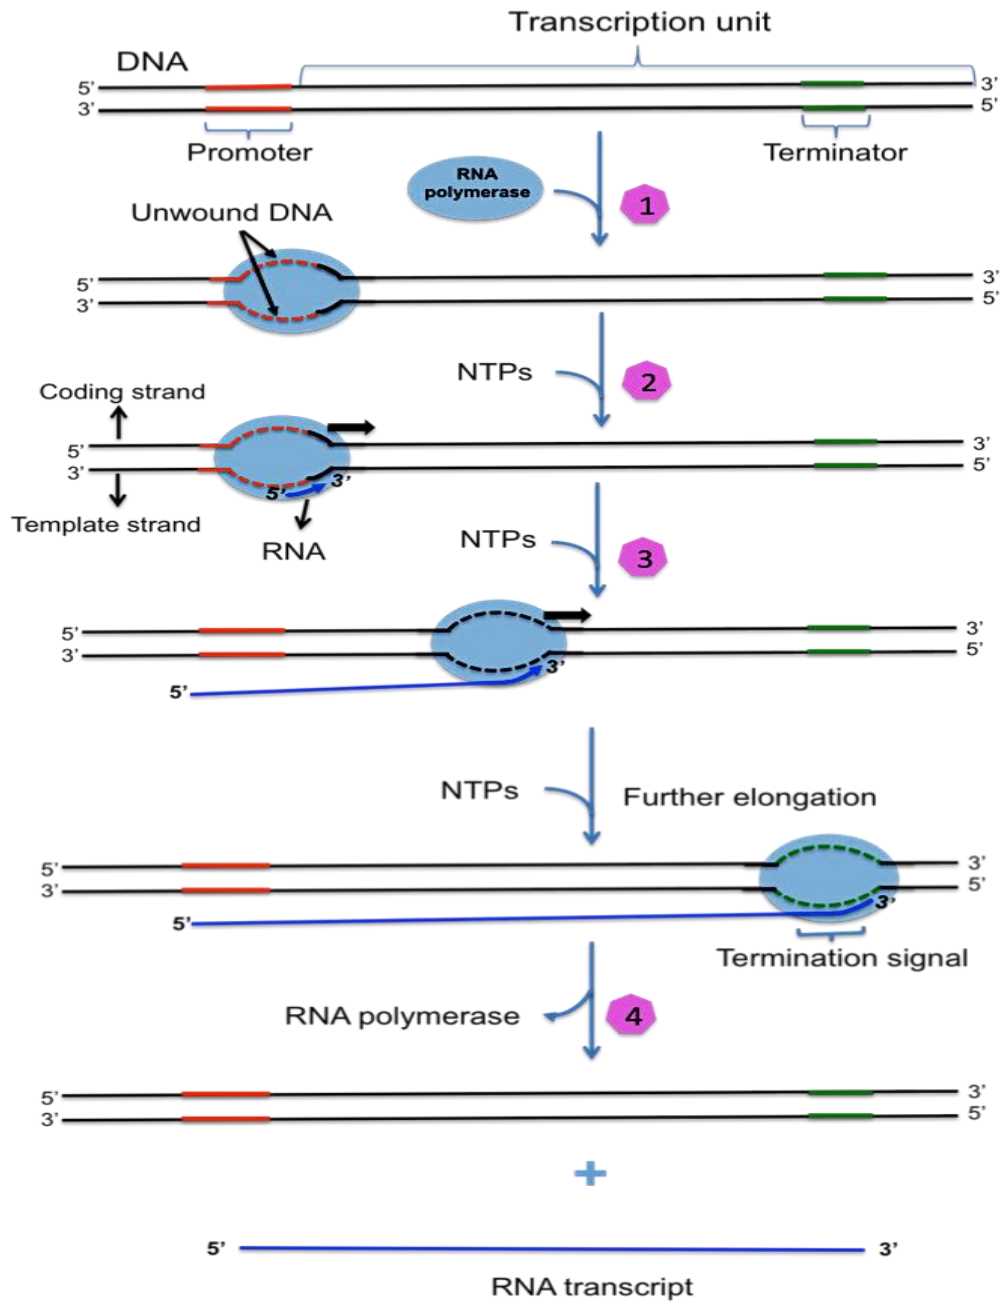 Transcription unit
DNA
5’ 3’
3’ 5’
Promoter Terminator
RNA
polymerase
1
Unwound DNA
5’ 3’
3’ 5’
NTPs 2
Coding strand
5’ 3’
3’ 5’
5’ 3’
Template strand
RNA
NTPs 3
5’ 3’
3’ 5’
3’
5’
NTPs Further elongation
5’ 3’
3’ 5’
3’
5’
Termination signal
RNA polymerase 4
5’ 3’
3’ 5’
+
5’ 3’
RNA transcript